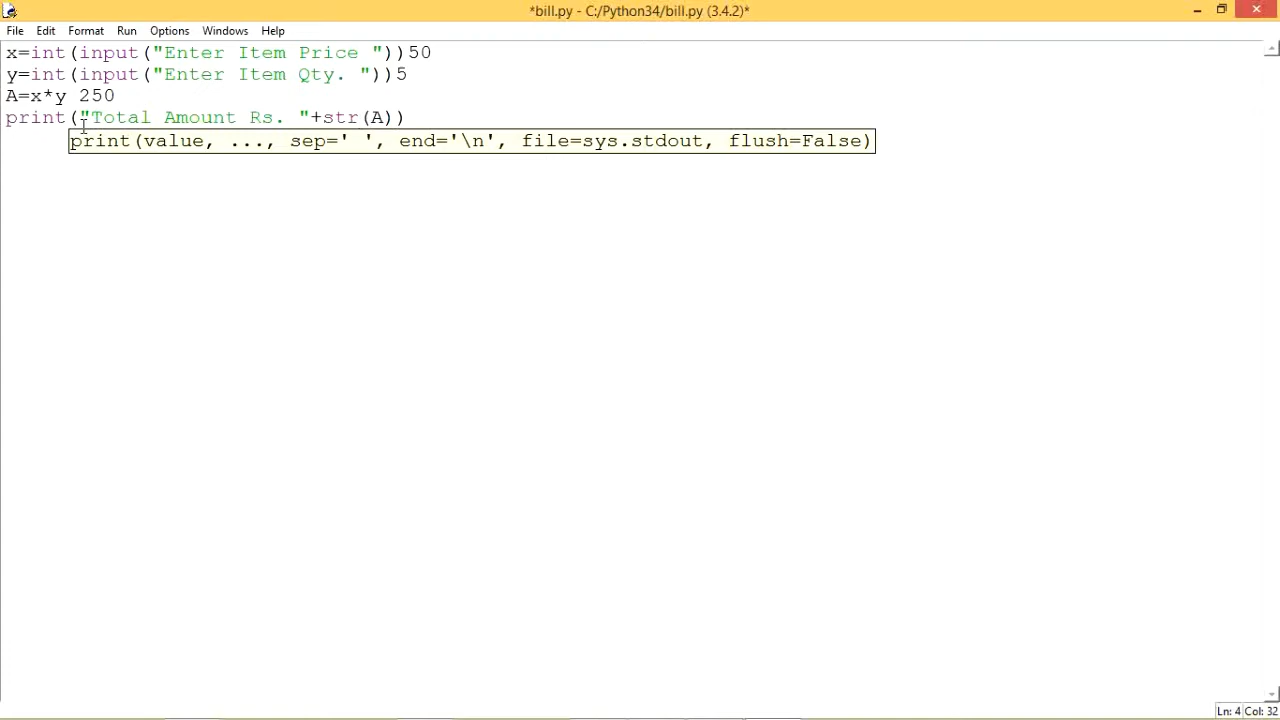 *bill.py - C:/Python34/bill.py (3.4.2)*
File Edit Format Run Options Windows Help
x=int(input("Enter Item Price "))50
y=int(input("Enter Item Qty. "))5
A=x*y 250
print("Total Amount Rs. "+str(A))
print(value, ..., sep=' ', end='\n', file=sys.stdout, flush=False)
Ln: 4 Col: 32